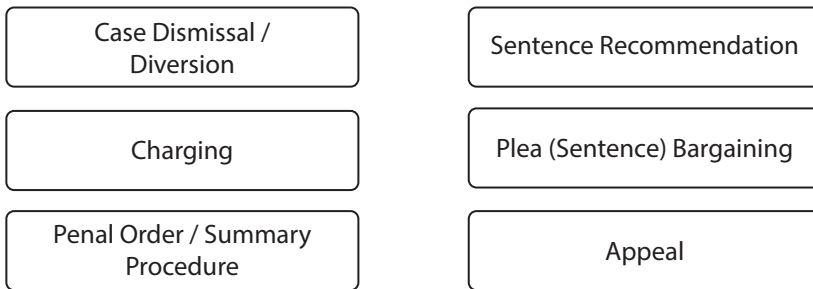 Case Dismissal /
Diversion
Sentence Recommendation
Charging
Plea (Sentence) Bargaining
Penal Order / Summary
Procedure
Appeal